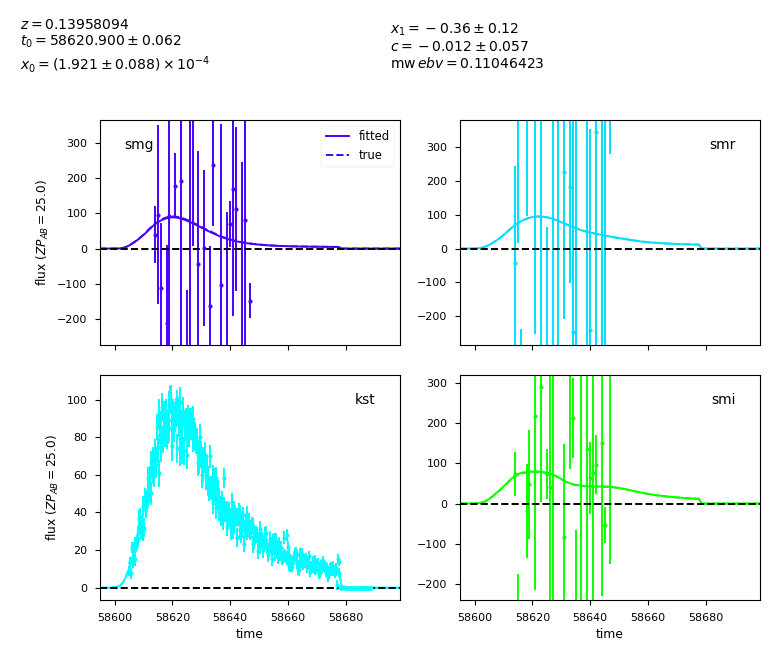 z = 0.13958094
t₀ = 58620.900 ± 0.062
x₀ = (1.921 ± 0.088) × 10⁻⁴
x₁ = −0.36 ± 0.12
c = −0.012 ± 0.057
mw ebv = 0.11046423
smg
fitted
true
300
200
100
0
−100
−200
flux (ZP_AB = 25.0)
smr
300
200
100
0
−100
−200
kst
100
80
60
40
20
0
flux (ZP_AB = 25.0)
58600 58620 58640 58660 58680
time
smi
300
200
100
0
−100
−200
58600 58620 58640 58660 58680
time